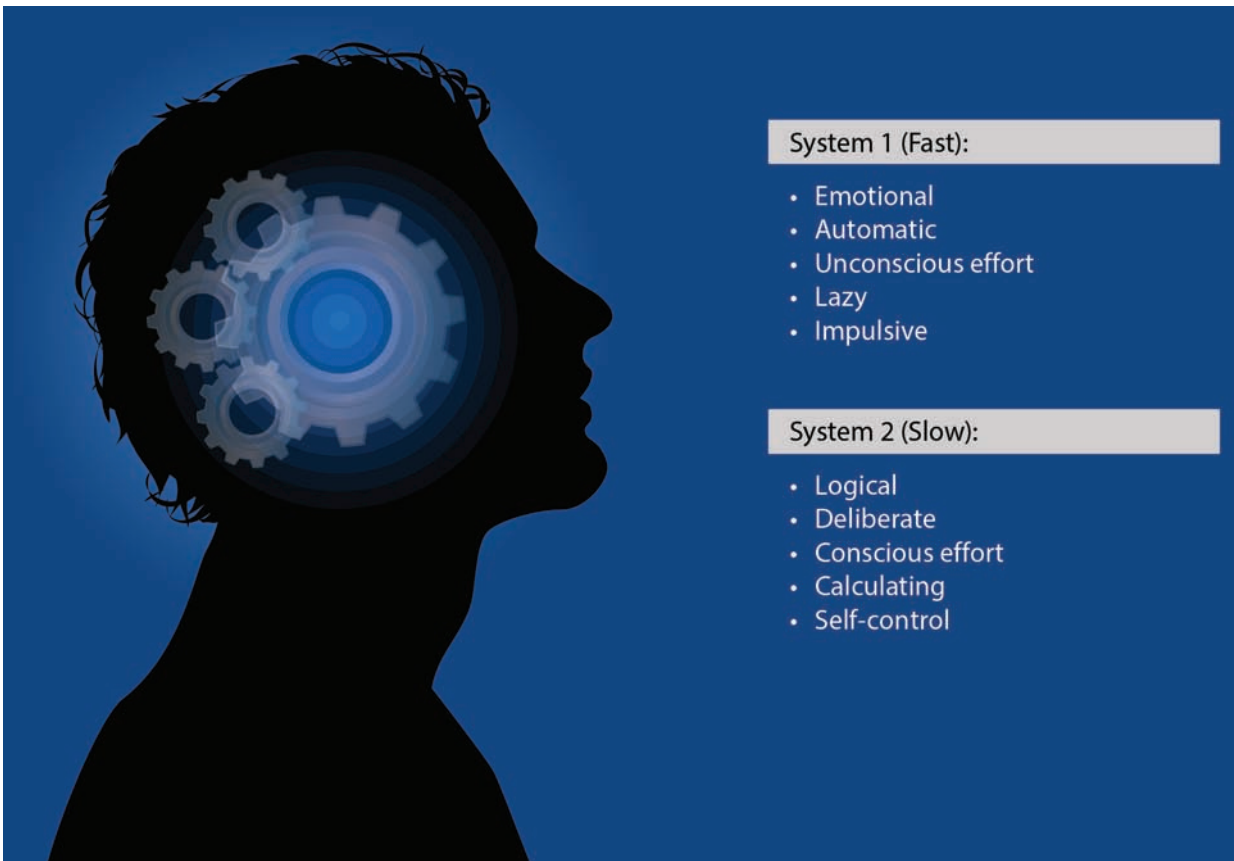 System 1 (Fast):
• Emotional
• Automatic
• Unconscious effort
• Lazy
• Impulsive
System 2 (Slow):
• Logical
• Deliberate
• Conscious effort
• Calculating
• Self-control